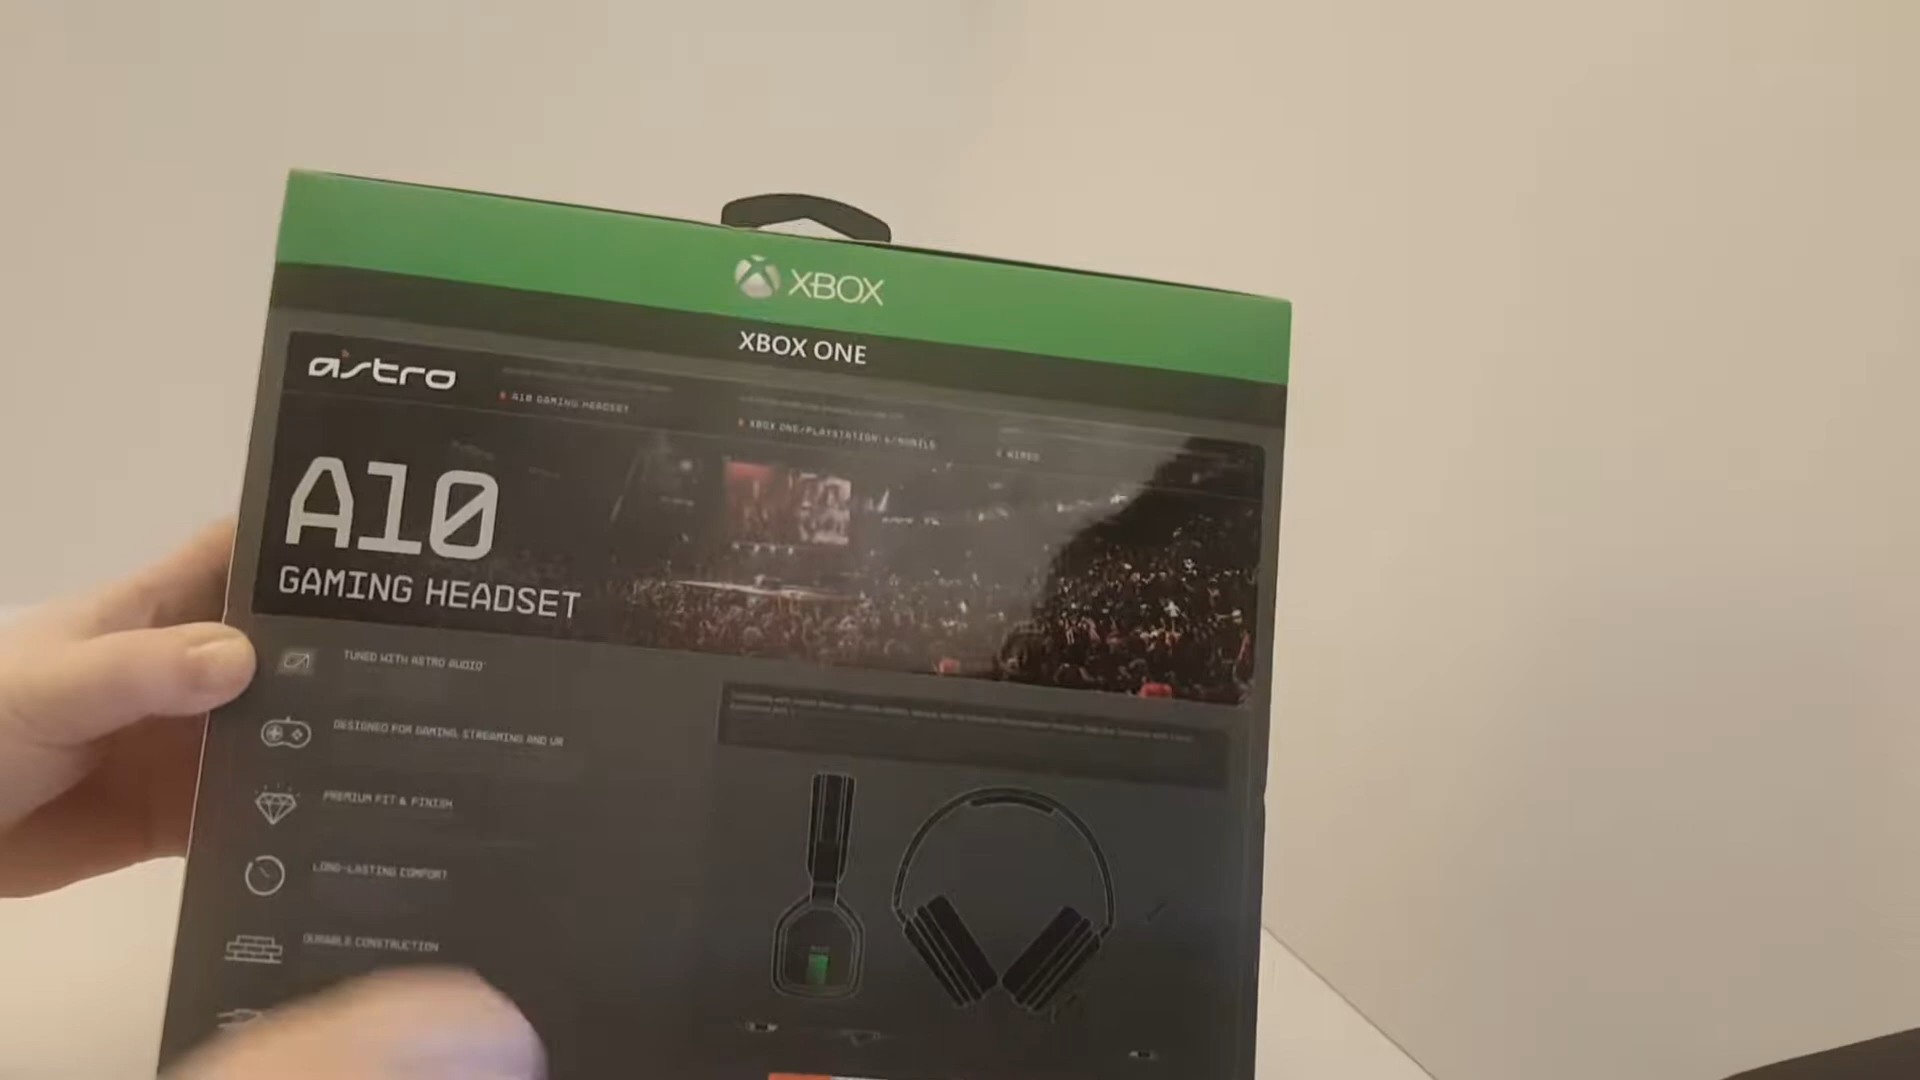 XBOX
XBOX ONE
astro
A10 GAMING HEADSET
XBOX ONE/PLAYSTATION 4/MOBILE
WIRED
A10
GAMING HEADSET
TUNED WITH ASTRO AUDIO
DESIGNED FOR GAMING, STREAMING AND VR
PREMIUM FIT & FINISH
LONG-LASTING COMFORT
DURABLE CONSTRUCTION